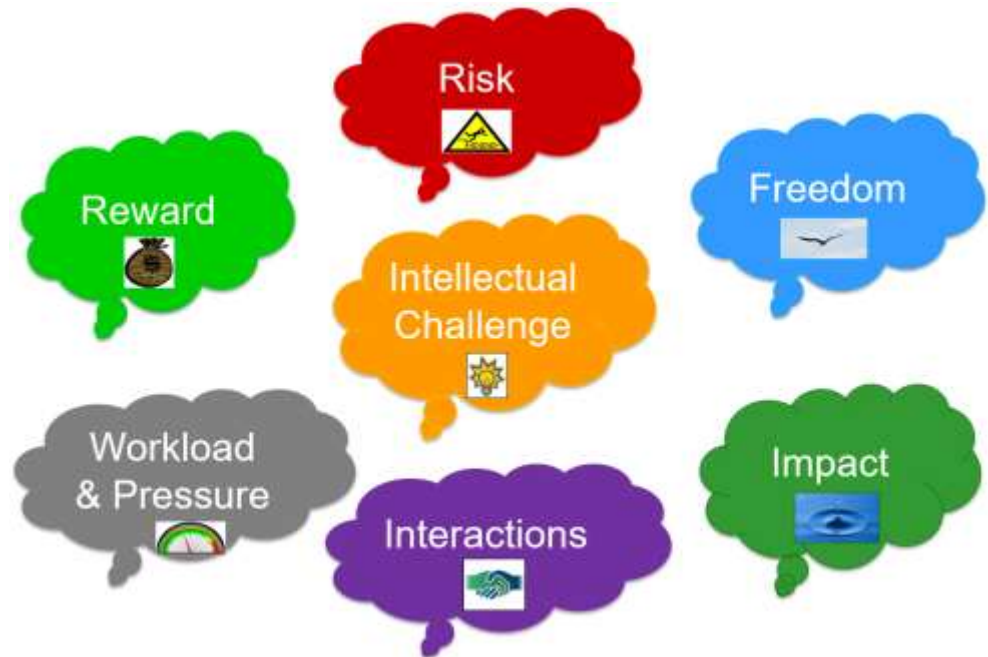 Risk
Reward
Freedom
Intellectual
Challenge
Workload
& Pressure
Impact
Interactions